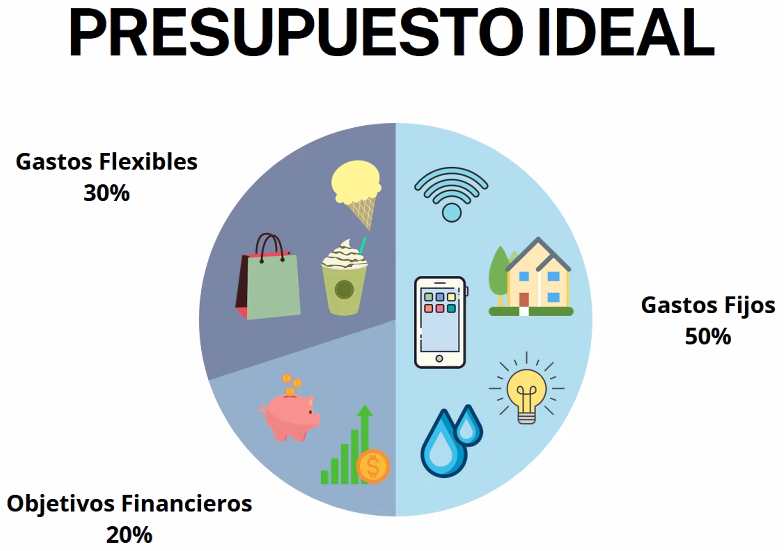 PRESUPUESTO IDEAL
Gastos Flexibles
30%
Gastos Fijos
50%
Objetivos Financieros
20%